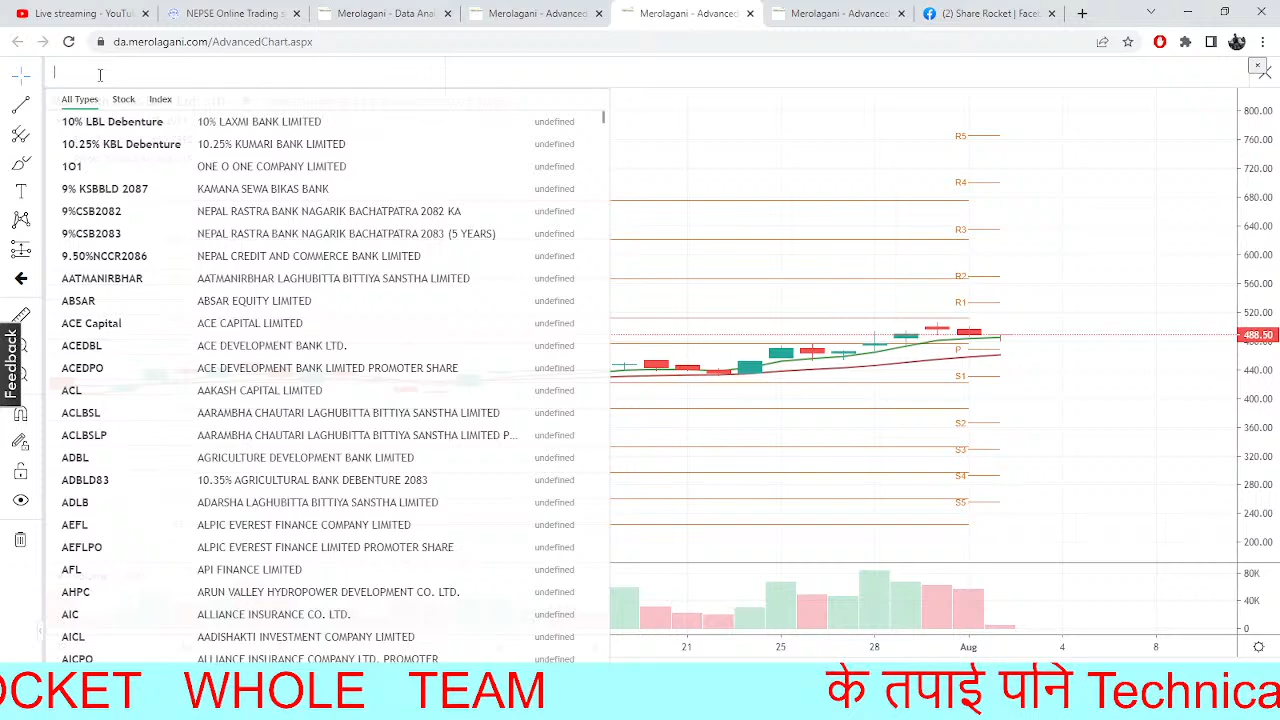 Live streaming - YouTube
NEPSE Online Trading s
Merolagani - Data Anal
Merolagani - Advanced
Merolagani - Advanced
Merolagani - Advanced
(2) Share Rocket | Face
da.merolagani.com/AdvancedChart.aspx
All Types Stock Index
10% LBL Debenture 10% LAXMI BANK LIMITED undefined
10.25% KBL Debenture 10.25% KUMARI BANK LIMITED undefined
1O1 ONE O ONE COMPANY LIMITED undefined
9% KSBBLD 2087 KAMANA SEWA BIKAS BANK undefined
9%CSB2082 NEPAL RASTRA BANK NAGARIK BACHATPATRA 2082 KA undefined
9%CSB2083 NEPAL RASTRA BANK NAGARIK BACHATPATRA 2083 (5 YEARS) undefined
9.50%NCCR2086 NEPAL CREDIT AND COMMERCE BANK LIMITED undefined
AATMANIRBHAR AATMANIRBHAR LAGHUBITTA BITTIYA SANSTHA LIMITED undefined
ABSAR ABSAR EQUITY LIMITED undefined
ACE Capital ACE CAPITAL LIMITED undefined
ACEDBL ACE DEVELOPMENT BANK LTD. undefined
ACEDPO ACE DEVELOPMENT BANK LIMITED PROMOTER SHARE undefined
ACL AAKASH CAPITAL LIMITED undefined
ACLBSL AARAMBHA CHAUTARI LAGHUBITTA BITTIYA SANSTHA LIMITED undefined
ACLBSLP AARAMBHA CHAUTARI LAGHUBITTA BITTIYA SANSTHA LIMITED P... undefined
ADBL AGRICULTURE DEVELOPMENT BANK LIMITED undefined
ADBLD83 10.35% AGRICULTURAL BANK DEBENTURE 2083 undefined
ADLB ADARSHA LAGHUBITTA BITTIYA SANSTHA LIMITED undefined
AEFL ALPIC EVEREST FINANCE COMPANY LIMITED undefined
AEFLPO ALPIC EVEREST FINANCE LIMITED PROMOTER SHARE undefined
AFL API FINANCE LIMITED undefined
AHPC ARUN VALLEY HYDROPOWER DEVELOPMENT CO. LTD. undefined
AIC ALLIANCE INSURANCE CO. LTD. undefined
AICL AADISHAKTI INVESTMENT COMPANY LIMITED undefined
AICPO ALLIANCE INSURANCE COMPANY LTD. PROMOTER undefined
Feedback
R5
R4
R3
R2
R1
P
S1
S2
S3
S4
S5
800.00
760.00
720.00
680.00
640.00
600.00
560.00
520.00
488.50
440.00
400.00
360.00
320.00
280.00
240.00
200.00
80K
40K
0
21 25 28 Aug 4 8
OCKET WHOLE TEAM के तपाई पनि Technica